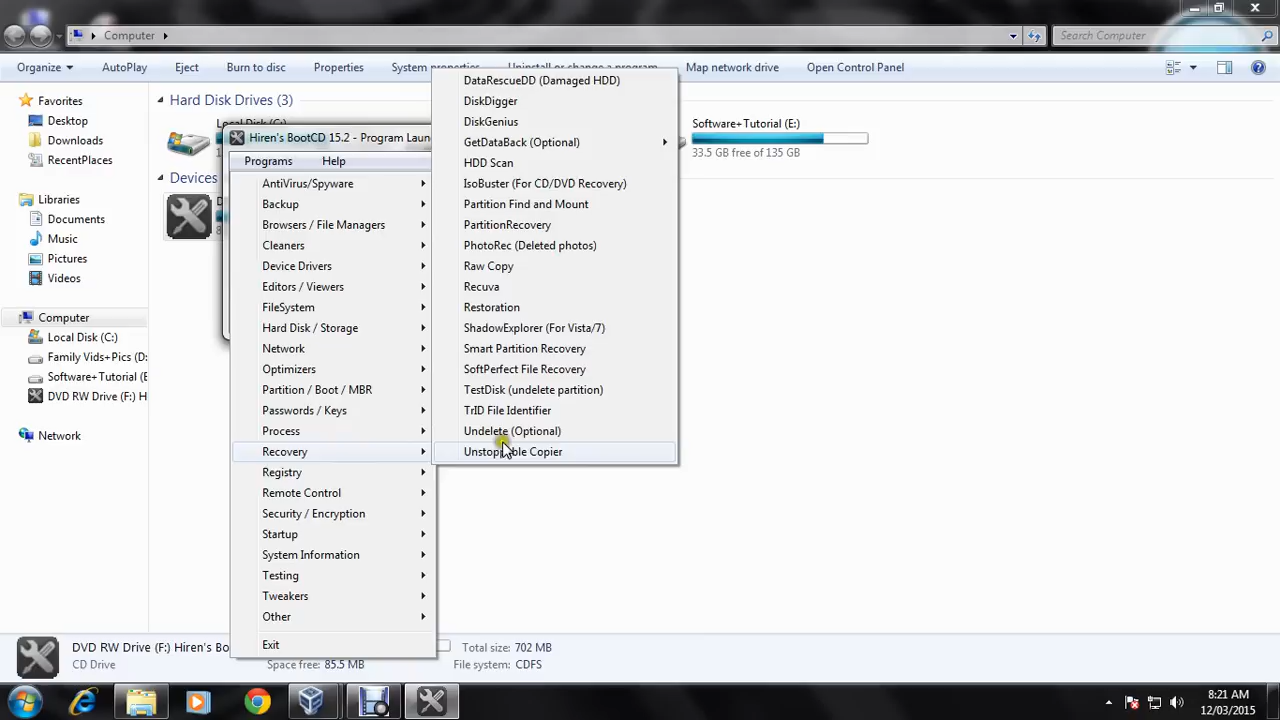 Computer
Search Computer
Organize
AutoPlay
Eject
Burn to disc
Properties
System properties
Uninstall or change a program
Map network drive
Open Control Panel
Favorites
Desktop
Downloads
RecentPlaces
Libraries
Documents
Music
Pictures
Videos
Computer
Local Disk (C:)
Family Vids+Pics (D:
Software+Tutorial (E:
DVD RW Drive (F:) H
Network
Hard Disk Drives (3)
Local Disk (C:)
Software+Tutorial (E:)
33.5 GB free of 135 GB
Devices
Hiren's BootCD 15.2 - Program Laun
Programs
Help
AntiVirus/Spyware
Backup
Browsers / File Managers
Cleaners
Device Drivers
Editors / Viewers
FileSystem
Hard Disk / Storage
Network
Optimizers
Partition / Boot / MBR
Passwords / Keys
Process
Recovery
Registry
Remote Control
Security / Encryption
Startup
System Information
Testing
Tweakers
Other
Exit
DataRescueDD (Damaged HDD)
DiskDigger
DiskGenius
GetDataBack (Optional)
HDD Scan
IsoBuster (For CD/DVD Recovery)
Partition Find and Mount
PartitionRecovery
PhotoRec (Deleted photos)
Raw Copy
Recuva
Restoration
ShadowExplorer (For Vista/7)
Smart Partition Recovery
SoftPerfect File Recovery
TestDisk (undelete partition)
TrID File Identifier
Undelete (Optional)
Unstoppable Copier
DVD RW Drive (F:) Hiren's Bo
Total size: 702 MB
CD Drive
Space free: 85.5 MB
File system: CDFS
8:21 AM
12/03/2015